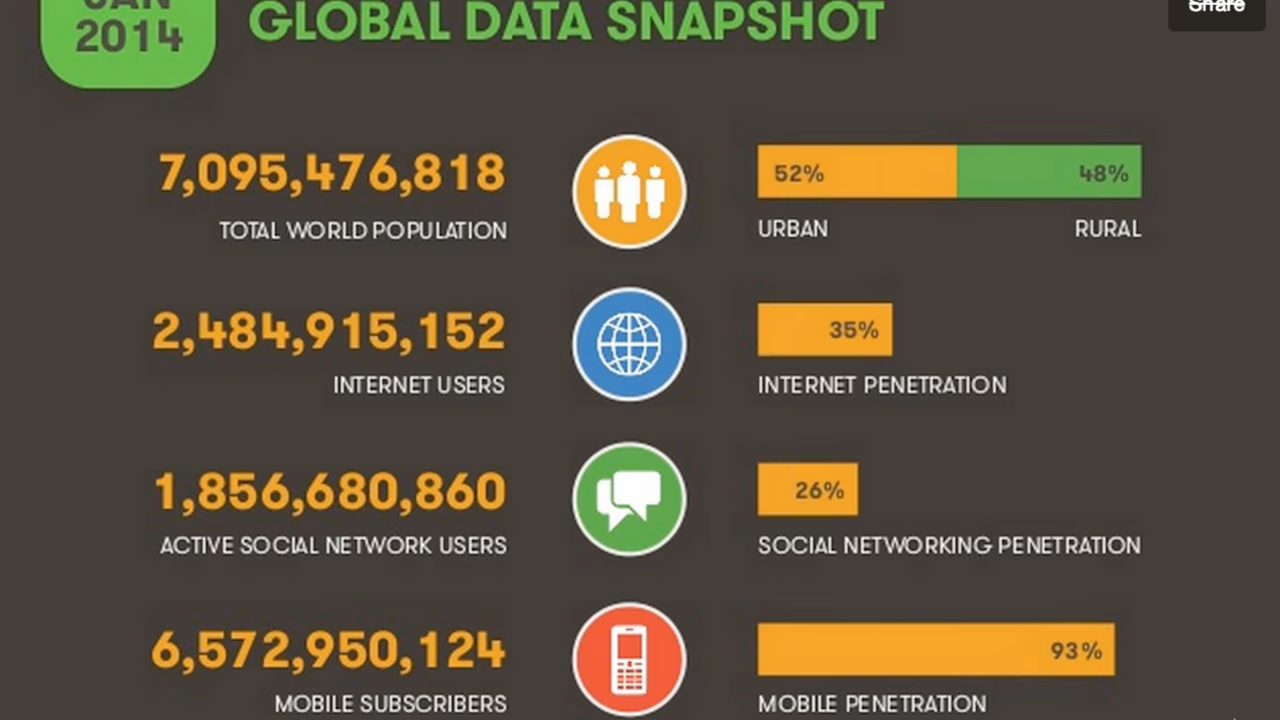 JAN
2014
GLOBAL DATA SNAPSHOT
Share
7,095,476,818
TOTAL WORLD POPULATION
52% 48%
URBAN RURAL
2,484,915,152
INTERNET USERS
35%
INTERNET PENETRATION
1,856,680,860
ACTIVE SOCIAL NETWORK USERS
26%
SOCIAL NETWORKING PENETRATION
6,572,950,124
MOBILE SUBSCRIBERS
93%
MOBILE PENETRATION